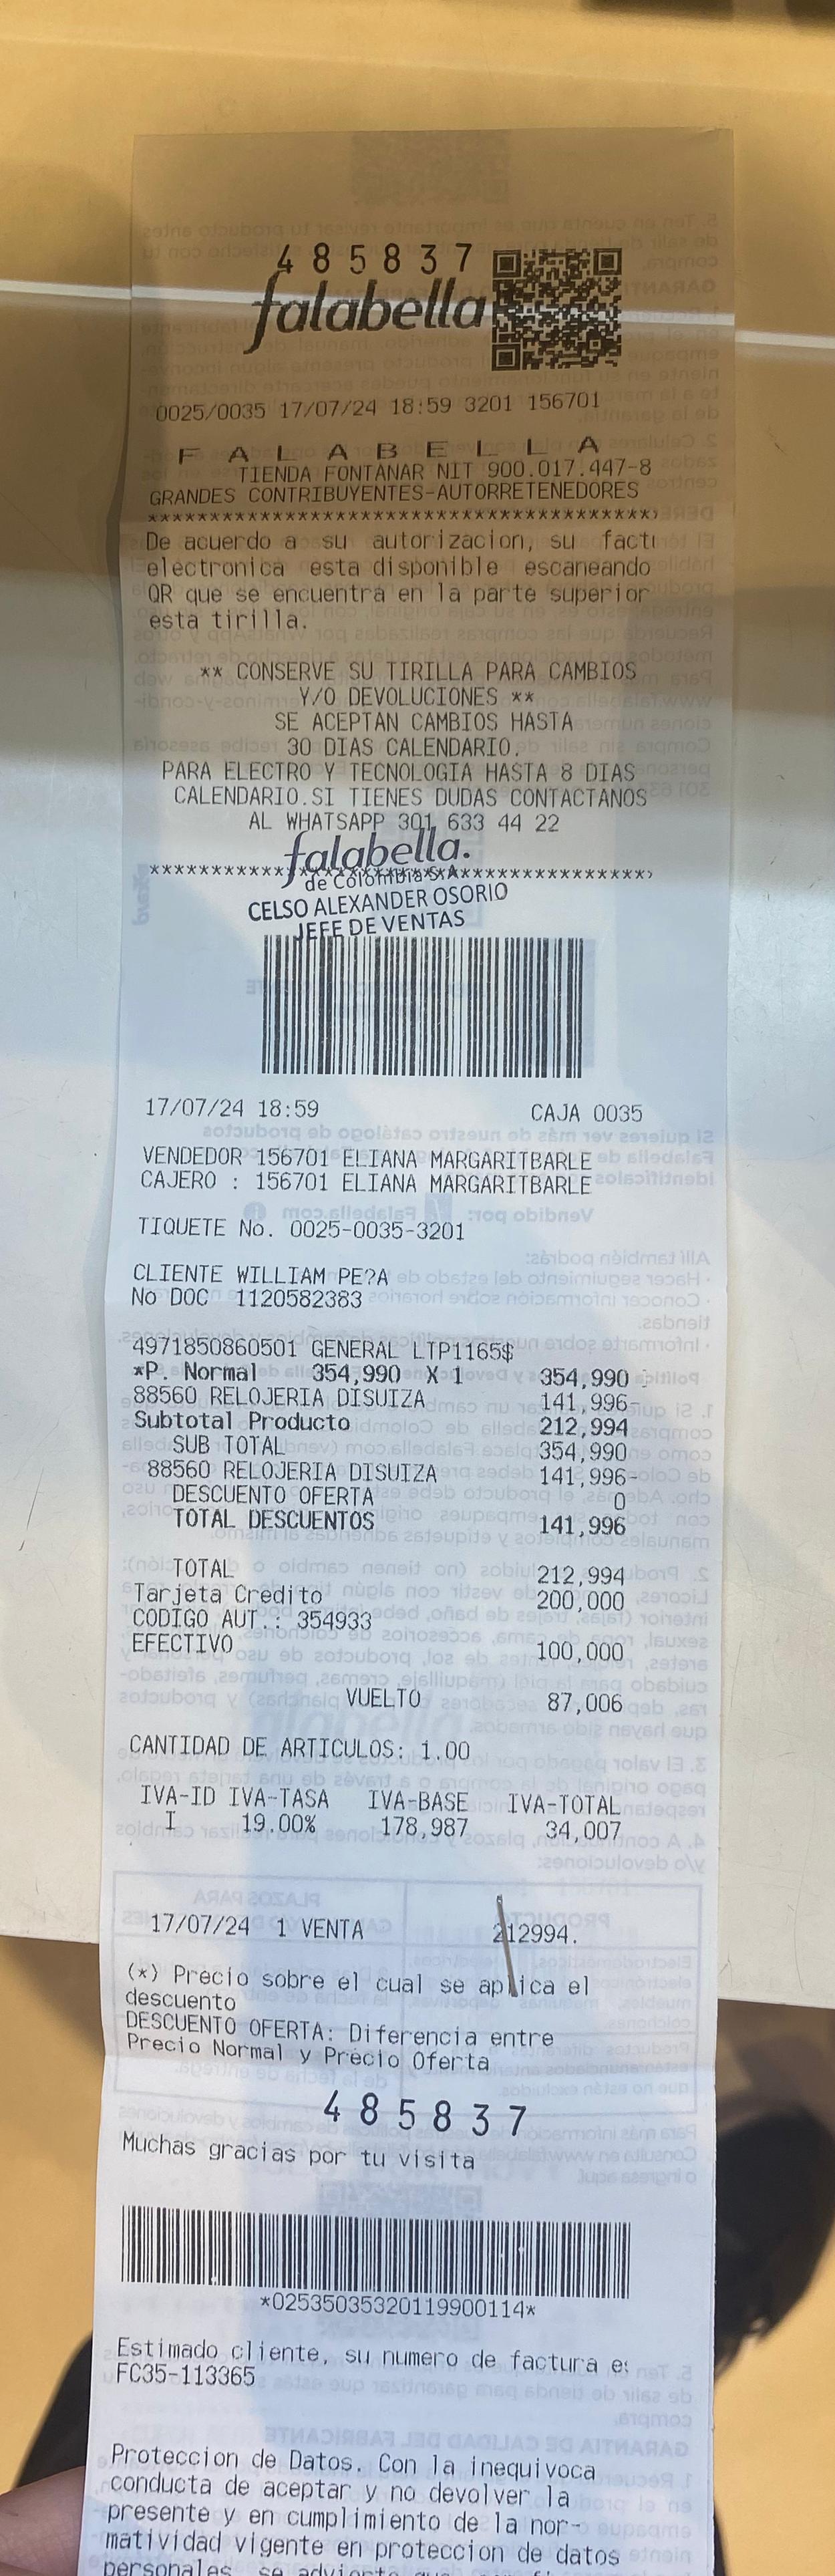 485837
falabella
0025/0035 17/07/24 18:59 3201 156701
FALABELLA
TIENDA FONTANAR NIT 900.017.447-8
GRANDES CONTRIBUYENTES-AUTORRETENEDORES
*****************************************
De acuerdo a su autorizacion, su
electronica esta disponible escaneando
QR que se encuentra en la parte superior
esta tirilla.
** CONSERVE SU TIRILLA PARA CAMBIOS
Y/O DEVOLUCIONES **
SE ACEPTAN CAMBIOS HASTA
30 DIAS CALENDARIO.
PARA ELECTRO Y TECNOLOGIA HASTA 8 DIAS
CALENDARIO.SI TIENES DUDAS CONTACTANOS
AL WHATSAPP 301 633 44 22
falabella.
*****************************************
de Colombia S.A.
CELSO ALEXANDER OSORIO
JEFE DE VENTAS
17/07/24 18:59 CAJA 0035
VENDEDOR 156701 ELIANA MARGARITBARLE
CAJERO : 156701 ELIANA MARGARITBARLE
TIQUETE No. 0025-0035-3201
CLIENTE WILLIAM PE?A
No DOC 1120582383
4971850860501 GENERAL LTP1165$
*P. Normal 354,990 X 1 354,990
88560 RELOJERIA DISUIZA 141,996-
Subtotal Producto 212,994
SUB TOTAL 354,990
88560 RELOJERIA DISUIZA 141,996-
DESCUENTO OFERTA 0
TOTAL DESCUENTOS 141,996
TOTAL 212,994
Tarjeta Credito 200,000
CODIGO AUT.: 354933
EFECTIVO 100,000
VUELTO 87,006
CANTIDAD DE ARTICULOS: 1.00
IVA-ID IVA-TASA IVA-BASE IVA-TOTAL
I 19.00% 178,987 34,007
17/07/24 1 VENTA 212994.
(*) Precio sobre el cual se aplica el
descuento
DESCUENTO OFERTA: Diferencia entre
Precio Normal y Precio Oferta
485837
Muchas gracias por tu visita
*02535035320119900114*
Estimado cliente, su numero de factura es
FC35-113365
Proteccion de Datos. Con la inequivoca
conducta de aceptar y no devolver la
presente y en cumplimiento de la nor-
matividad vigente en proteccion de datos
personales, se advierte que